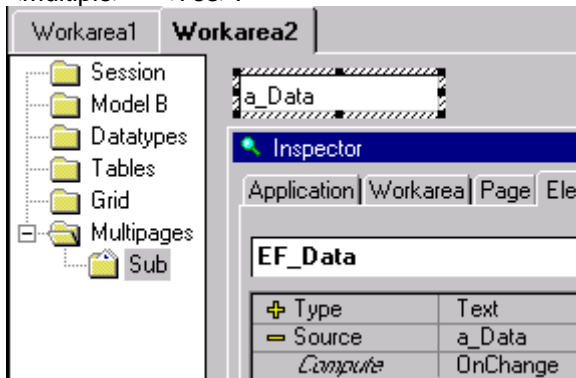 Workarea1 Workarea2
Session
Model B
Datatypes
Tables
Grid
Multipages
Sub
a_Data
Inspector
Application Workarea Page Ele
EF_Data
Type Text
Source a_Data
Compute OnChange